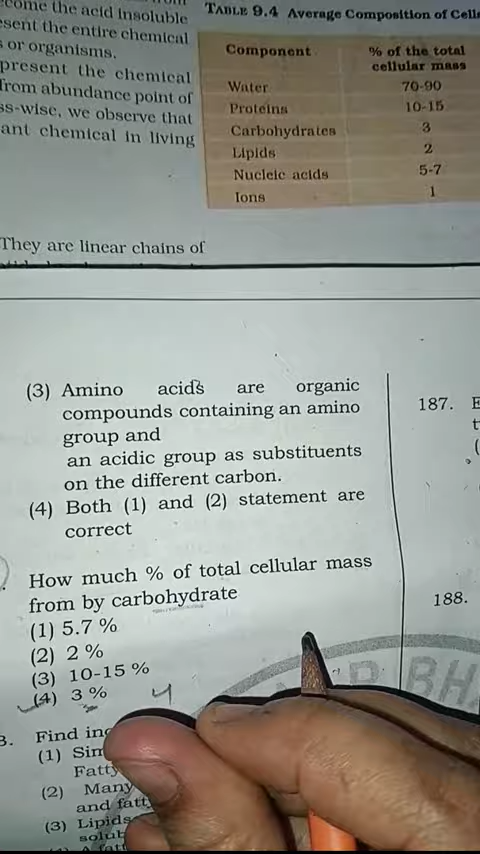 come the acid insoluble
esent the entire chemical
s or organisms.
present the chemical
from abundance point of
ss-wise, we observe that
ant chemical in living
They are linear chains of
TABLE 9.4 Average Composition of Cells
Component % of the total
cellular mass
Water 70-90
Proteins 10-15
Carbohydrates 3
Lipids 2
Nucleic acids 5-7
Ions 1
(3) Amino acids are organic
compounds containing an amino
group and
an acidic group as substituents
on the different carbon.
(4) Both (1) and (2) statement are
correct
How much % of total cellular mass
from by carbohydrate
(1) 5.7 %
(2) 2 %
(3) 10-15 %
(4) 3 %
4
3. Find inc
(1) Sim
Fatty
(2) Many
and fatt
(3) Lipids
solub
187. E
t
(
188.
BHA